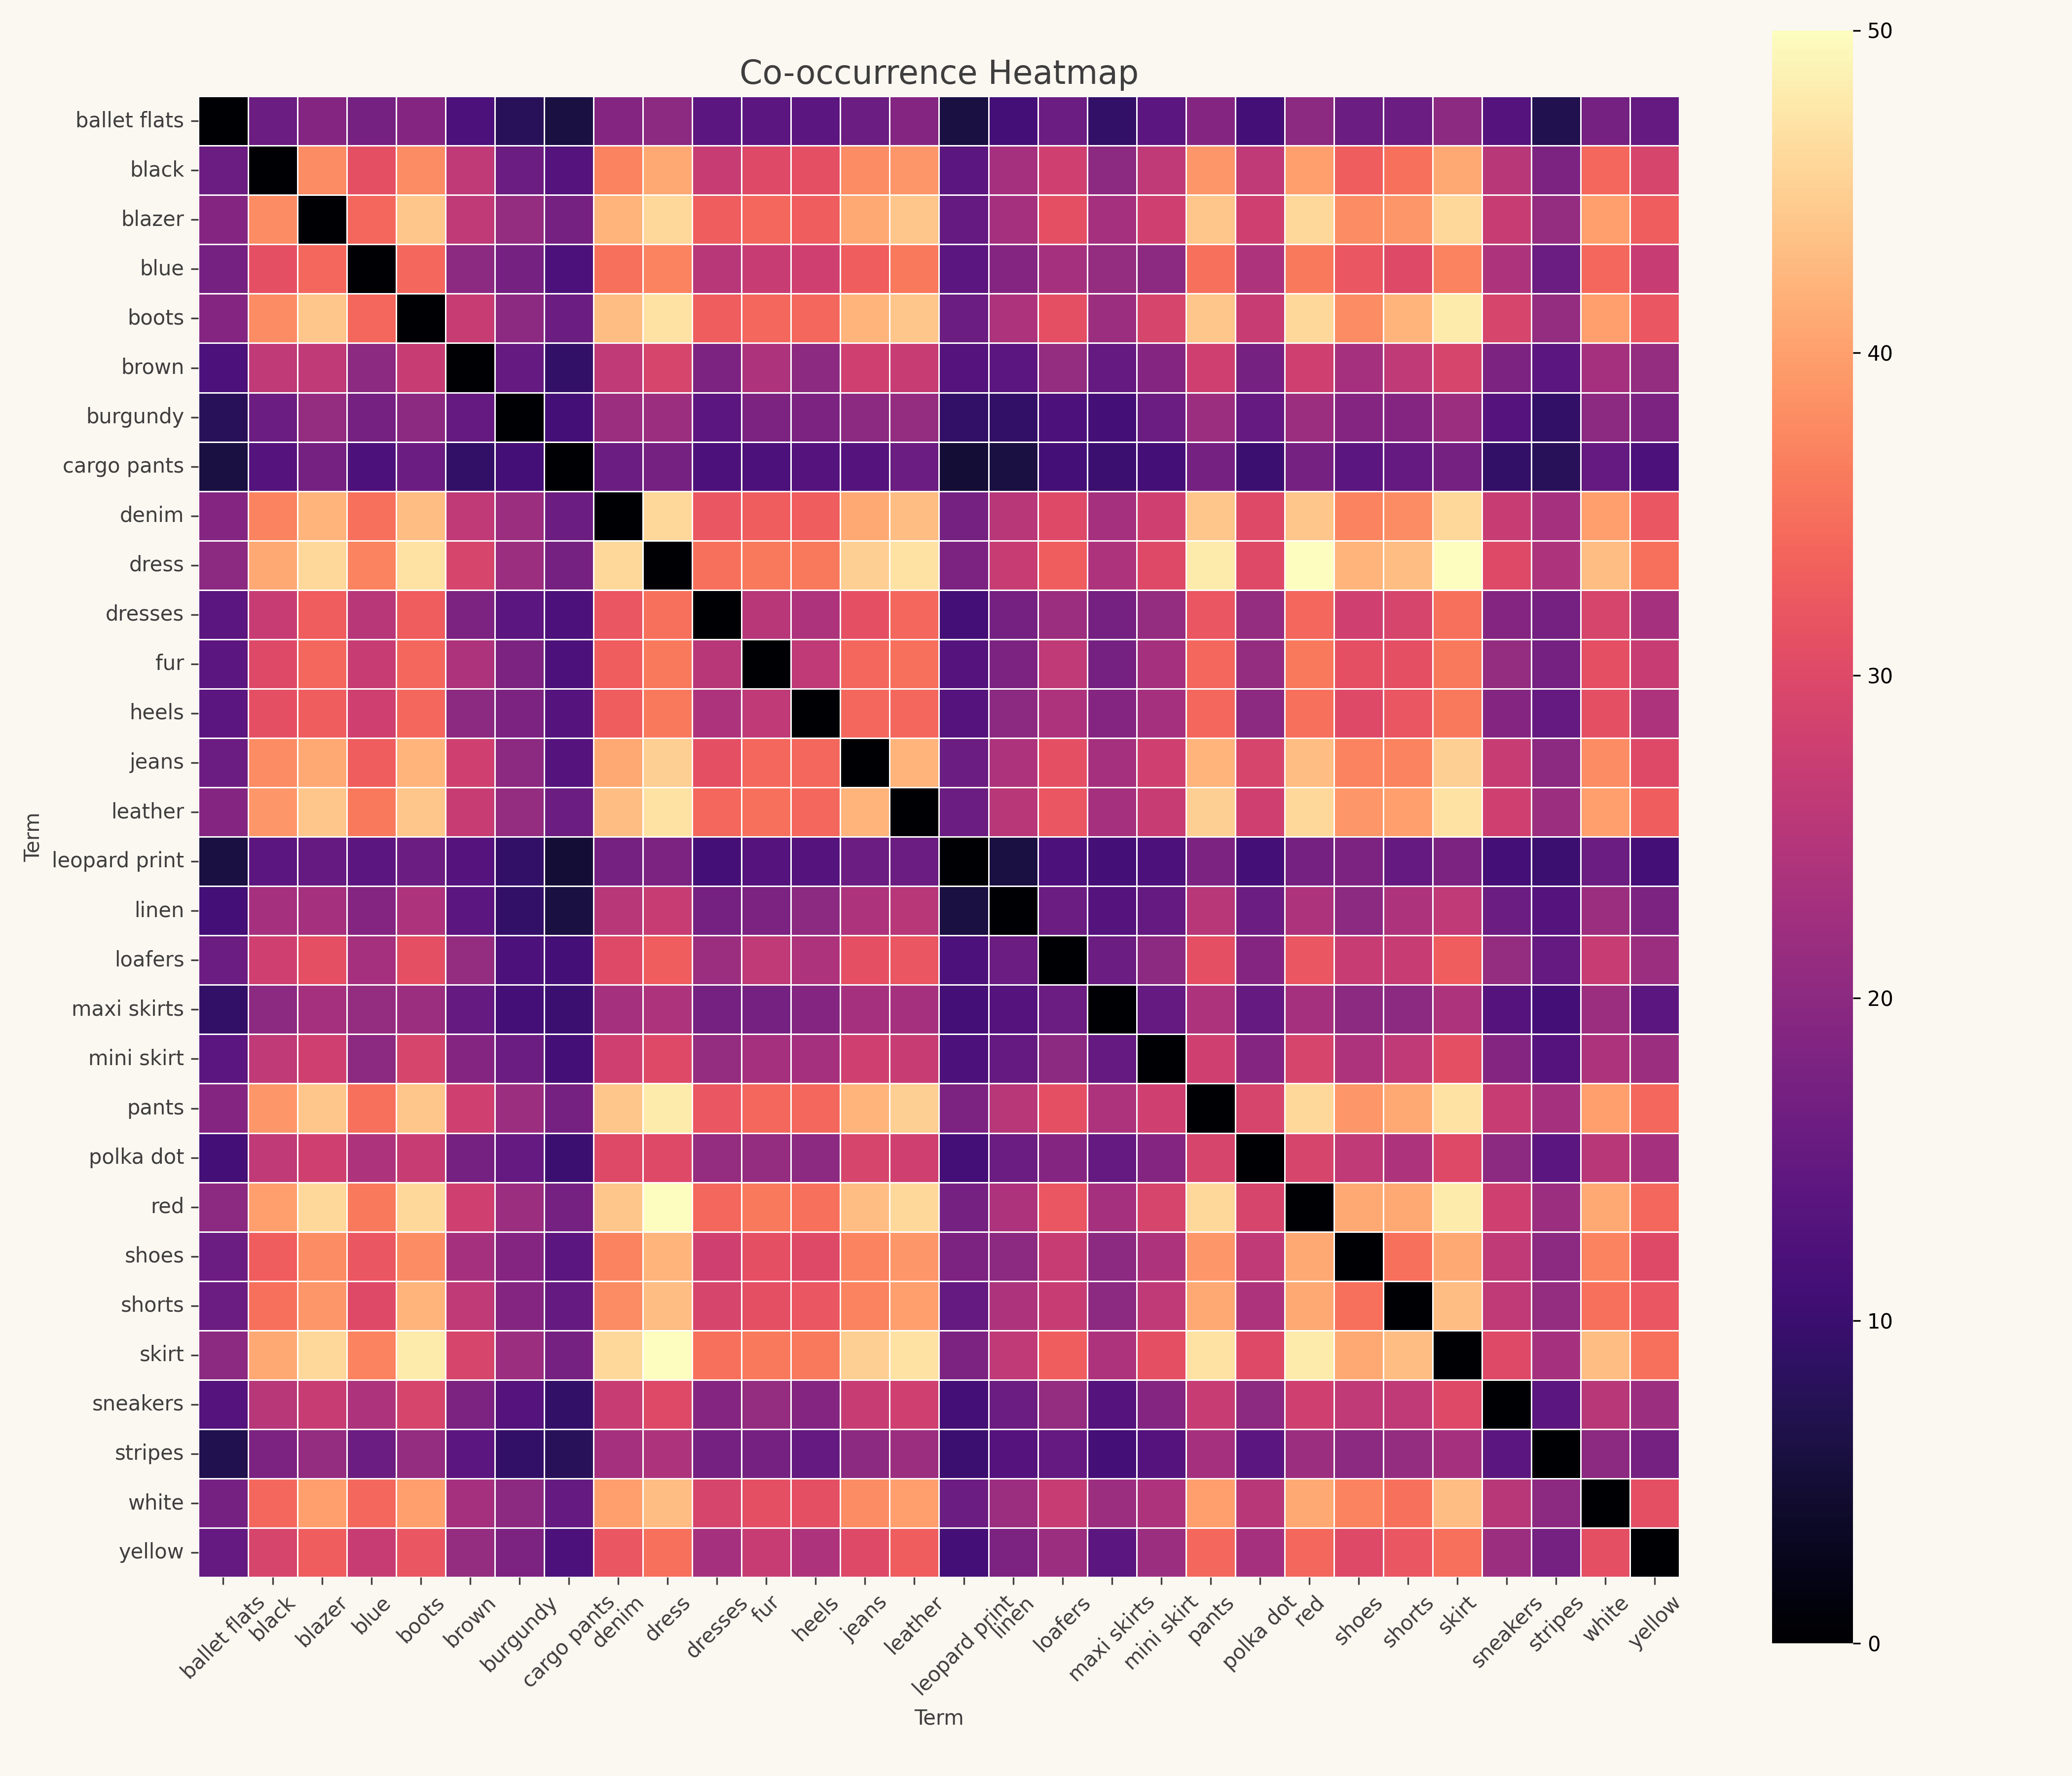 Co-occurrence Heatmap
ballet flats
black
blazer
blue
boots
brown
burgundy
cargo pants
denim
dress
dresses
fur
heels
jeans
leather
leopard print
linen
loafers
maxi skirts
mini skirt
pants
polka dot
red
shoes
shorts
skirt
sneakers
stripes
white
yellow
Term
ballet flats
black
blazer
blue
boots
brown
burgundy
cargo pants
denim
dress
dresses
fur
heels
jeans
leather
leopard print
linen
loafers
maxi skirts
mini skirt
pants
polka dot
red
shoes
shorts
skirt
sneakers
stripes
white
yellow
Term
50
40
30
20
10
0